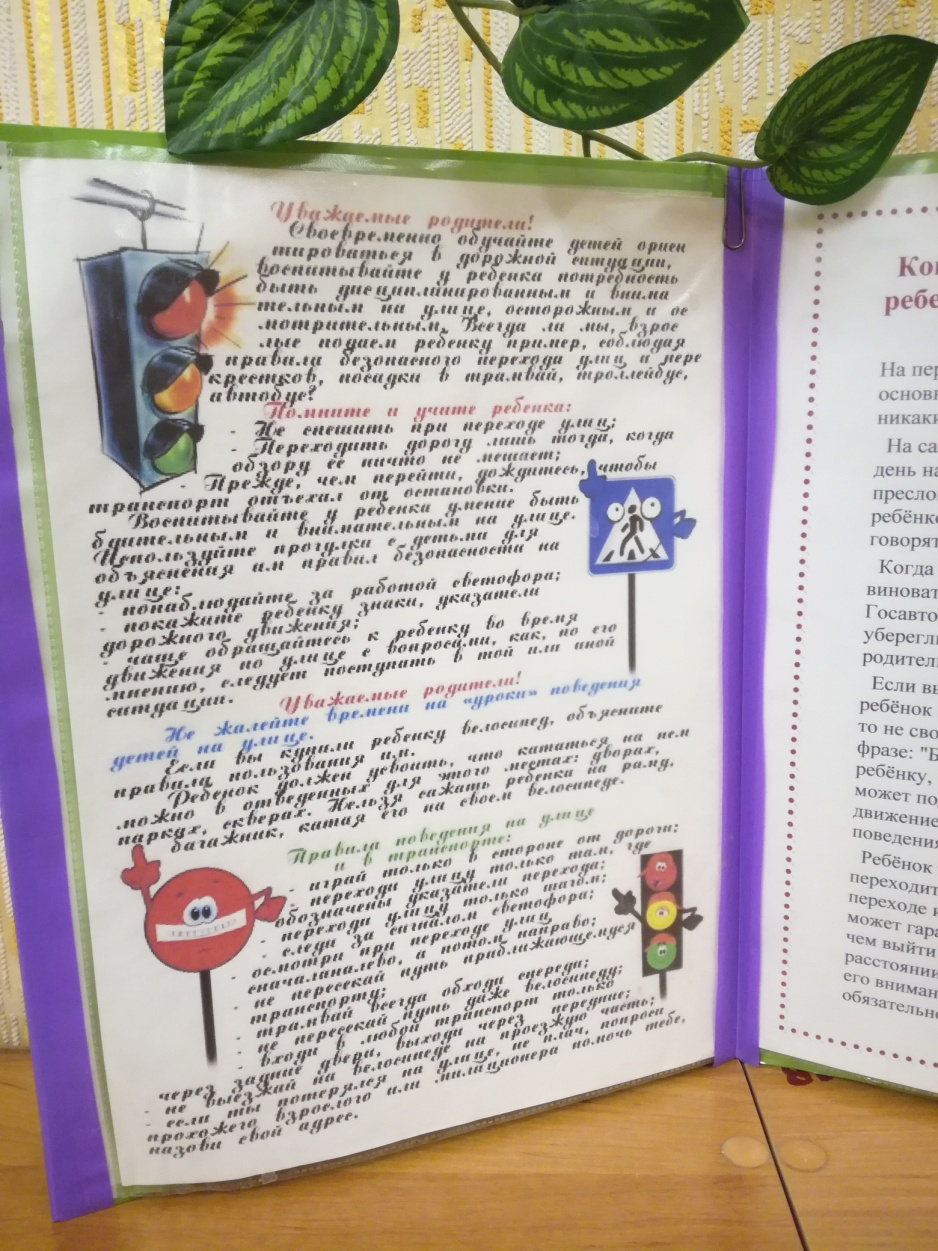 Уважаемые родители!
Своевременно обучайте детей ориен
тироваться в дорожной ситуации,
воспитывайте у ребенка потребность
быть дисциплинированным и внима
тельным на улице, осторожным и ос
мотрительным. Всегда ли мы, взрос
лые подаем ребенку пример, соблюдая
правила безопасного перехода улиц и пере
крестков, посадки в трамвай, троллейбус,
автобус?
Помните и учите ребенка:
- Не спешить при переходе улиц;
- Переходить дорогу лишь тогда, когда
обзору ее ничто не мешает;
- Прежде, чем перейти, дождитесь, чтобы
транспорт отъехал от остановки.
Воспитывайте у ребенка умение быть
бдительным и внимательным на улице.
Используйте прогулки с детьми для
объяснения им правил безопасности на
улице:
- понаблюдайте за работой светофора;
- покажите ребенку знаки, указатели
дорожного движения;
- чаще обращайтесь к ребенку во время
движения по улице с вопросами, как, по его
мнению, следует поступать в той или иной
ситуации.
Уважаемые родители!
Не жалейте времени на «уроки» поведения
детей на улице.
Если вы купили ребенку велосипед, объясните
правила пользования им.
Ребенок должен усвоить, что кататься на нем
можно в отведенных для этого местах: дворах,
парках, скверах. Нельзя сажать ребенка на раму,
багажник, катая его на своем велосипеде.
Правила поведения на улице
и в транспорте:
- играй только в стороне от дороги;
- переходи улицу только там, где
обозначены указатели перехода;
- переходи улицу только шагом;
- следи за сигналом светофора;
- осмотри при переходе улиц
сначаланалево, а потом направо;
- не пересекай путь приближающемуся
транспорту;
- трамвай всегда обходи спереди;
- не пересекай путь даже велосипеду;
- входи в любой транспорт только
через задние двери, выходи через передние;
- не выезжай на велосипеде на проезжую часть;
- если ты потерялся на улице, не плач, попроси
прохожего взрослого или милиционера помочь тебе,
назови свой адрес.
На пер
основн
никаки
На са
день на
преслов
ребёнко
говорят
Когда
виноват
Госавто
уберегл
родител
Если вы
ребёнок
то не сво
фразе: "Б
ребёнку,
может по
движение
поведения
Ребёнок
переходит
переходе и
может гара
чем выйти
расстоянии
его вниман
обязательно